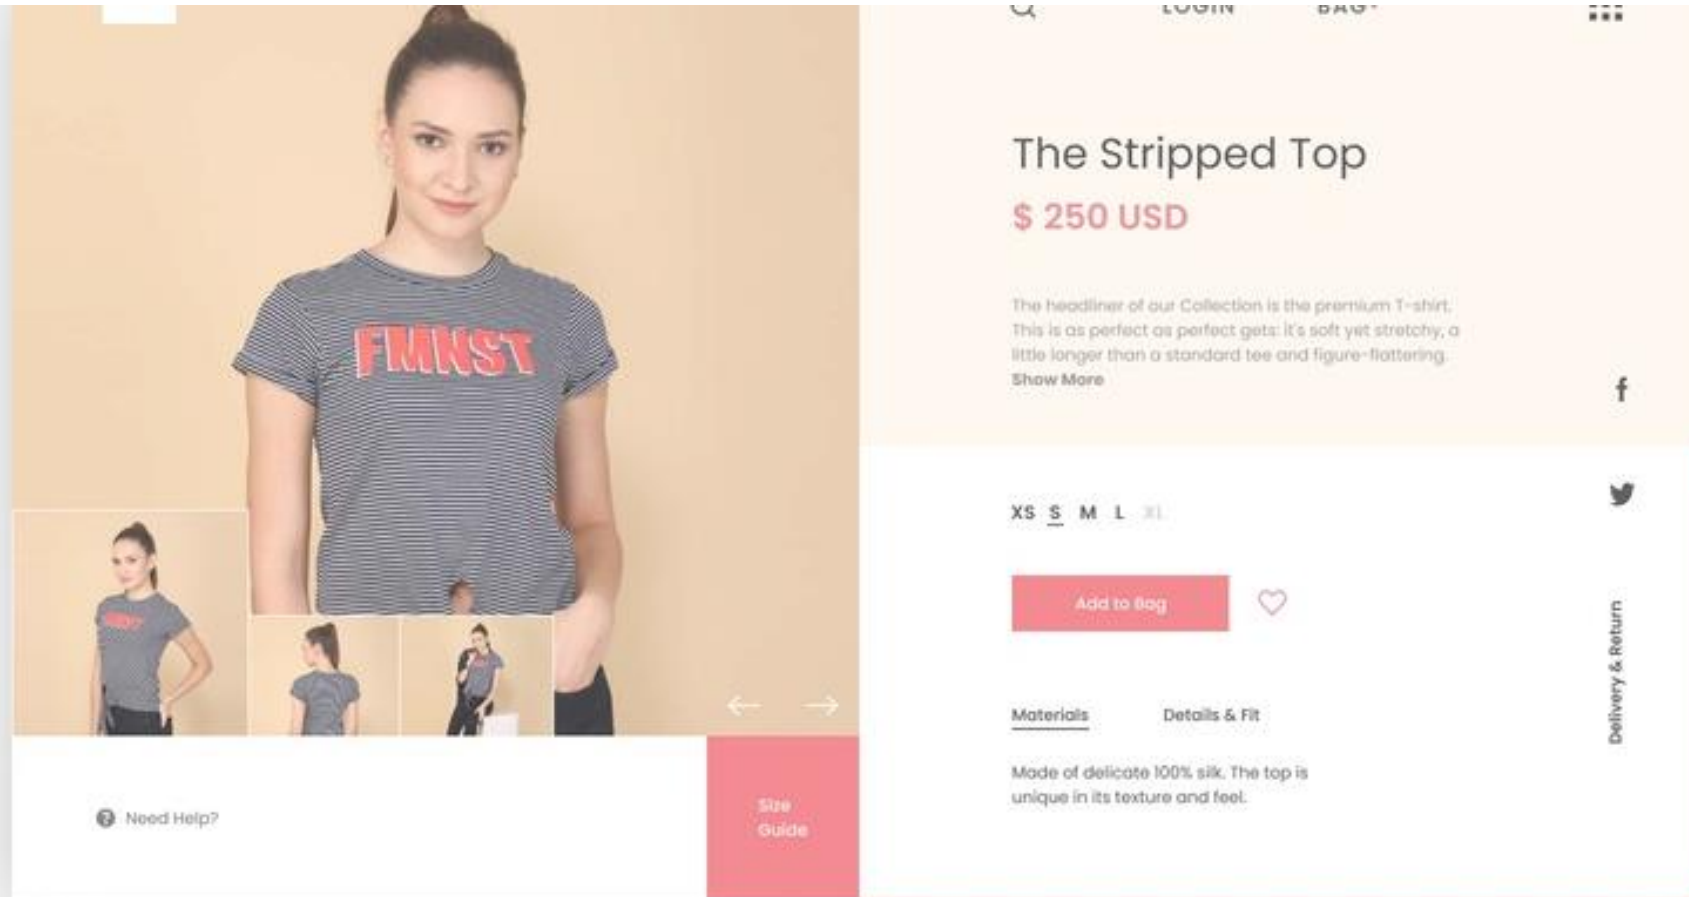 LOGIN
BAG
The Stripped Top
$ 250 USD
The headliner of our Collection is the premium T-shirt.
This is as perfect as perfect gets: it's soft yet stretchy, a
little longer than a standard tee and figure-flattering.
Show More
FMNST
XS S M L XL
Add to Bag
FMNST
Materials
Details & Fit
Made of delicate 100% silk. The top is
unique in its texture and feel.
Delivery & Return
? Need Help?
Size
Guide